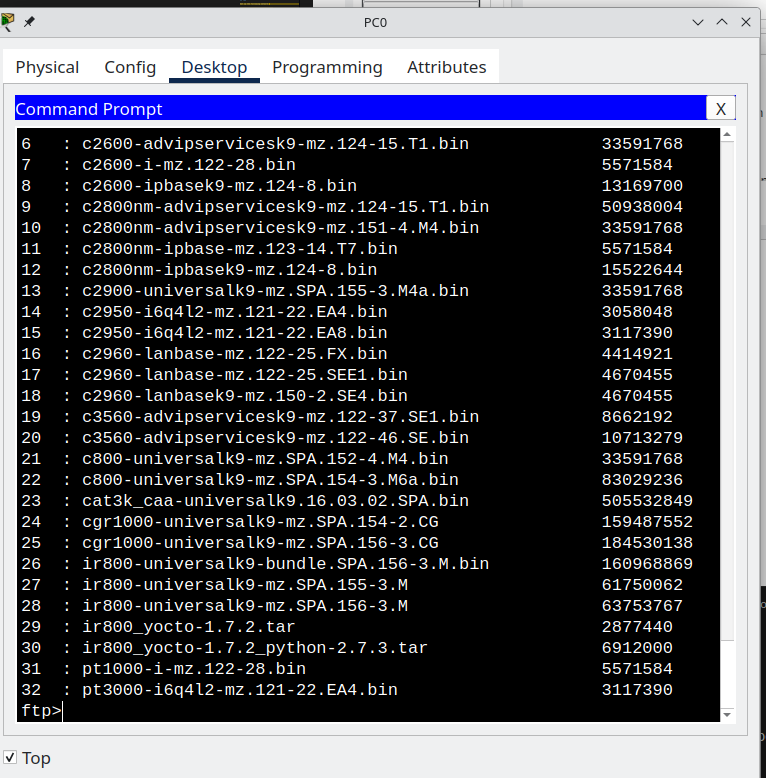 PC0
Physical Config Desktop Programming Attributes
Command Prompt X
6 : c2600-advipservicesk9-mz.124-15.T1.bin 33591768
7 : c2600-i-mz.122-28.bin 5571584
8 : c2600-ipbasek9-mz.124-8.bin 13169700
9 : c2800nm-advipservicesk9-mz.124-15.T1.bin 50938004
10 : c2800nm-advipservicesk9-mz.151-4.M4.bin 33591768
11 : c2800nm-ipbase-mz.123-14.T7.bin 5571584
12 : c2800nm-ipbasek9-mz.124-8.bin 15522644
13 : c2900-universalk9-mz.SPA.155-3.M4a.bin 33591768
14 : c2950-i6q4l2-mz.121-22.EA4.bin 3058048
15 : c2950-i6q4l2-mz.121-22.EA8.bin 3117390
16 : c2960-lanbase-mz.122-25.FX.bin 4414921
17 : c2960-lanbase-mz.122-25.SEE1.bin 4670455
18 : c2960-lanbasek9-mz.150-2.SE4.bin 4670455
19 : c3560-advipservicesk9-mz.122-37.SE1.bin 8662192
20 : c3560-advipservicesk9-mz.122-46.SE.bin 10713279
21 : c800-universalk9-mz.SPA.152-4.M4.bin 33591768
22 : c800-universalk9-mz.SPA.154-3.M6a.bin 83029236
23 : cat3k_caa-universalk9.16.03.02.SPA.bin 505532849
24 : cgr1000-universalk9-mz.SPA.154-2.CG 159487552
25 : cgr1000-universalk9-mz.SPA.156-3.CG 184530138
26 : ir800-universalk9-bundle.SPA.156-3.M.bin 160968869
27 : ir800-universalk9-mz.SPA.155-3.M 61750062
28 : ir800-universalk9-mz.SPA.156-3.M 63753767
29 : ir800_yocto-1.7.2.tar 2877440
30 : ir800_yocto-1.7.2_python-2.7.3.tar 6912000
31 : pt1000-i-mz.122-28.bin 5571584
32 : pt3000-i6q4l2-mz.121-22.EA4.bin 3117390
ftp>
Top